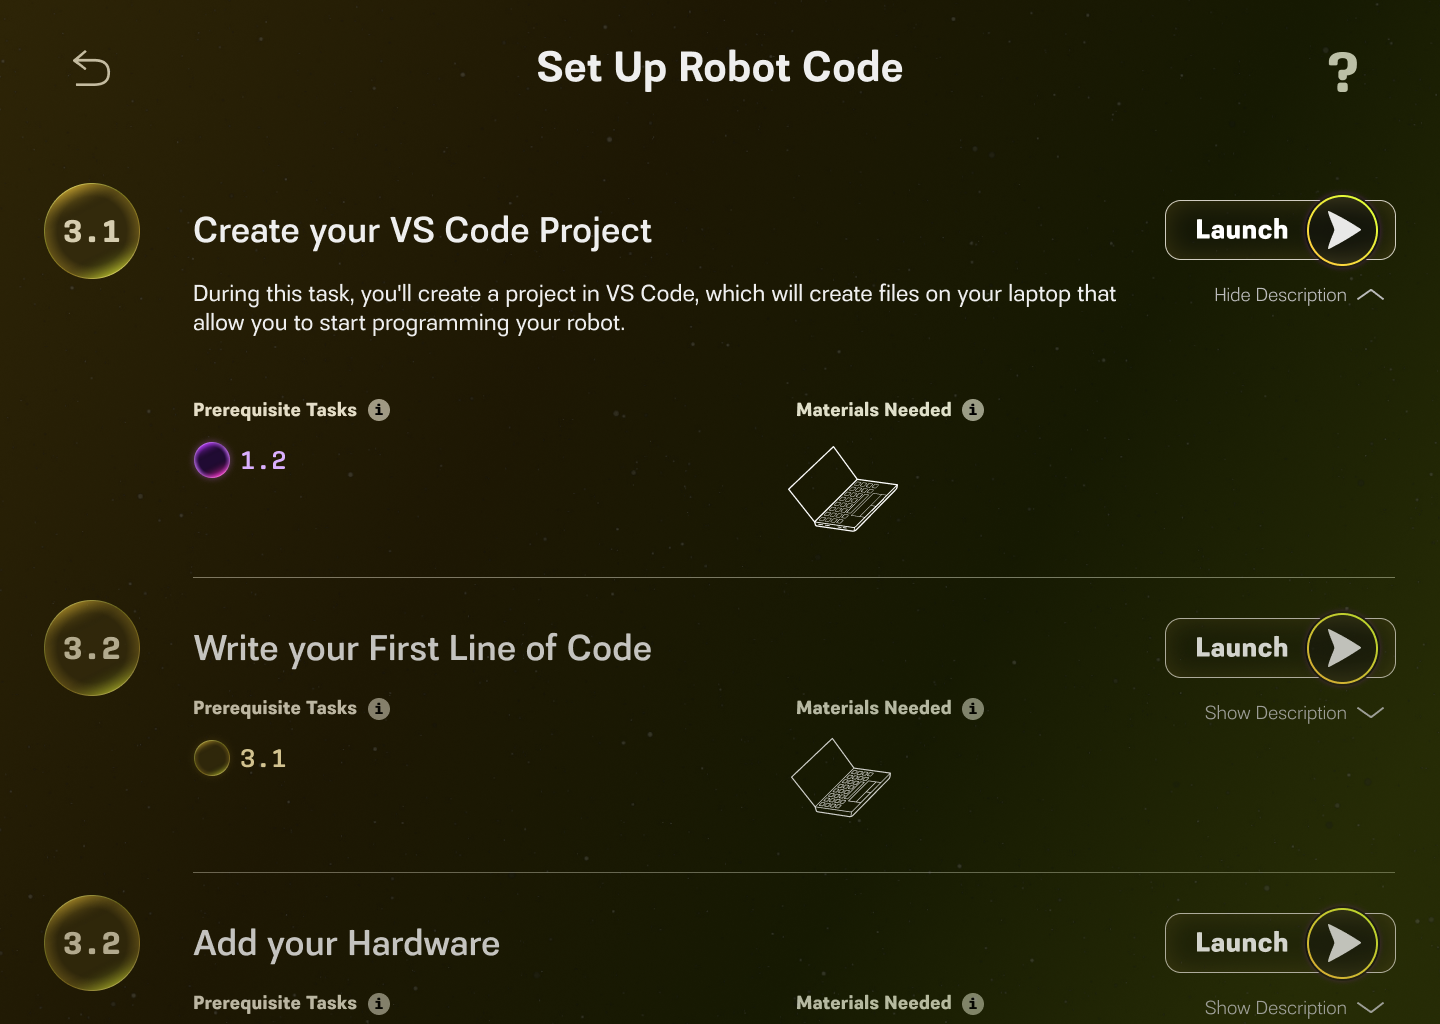 Set Up Robot Code
?
3.1
Create your VS Code Project
Launch
During this task, you'll create a project in VS Code, which will create files on your laptop that
allow you to start programming your robot.
Hide Description
Prerequisite Tasks i
Materials Needed i
1.2
3.2
Write your First Line of Code
Launch
Prerequisite Tasks i
Materials Needed i
Show Description
3.1
3.2
Add your Hardware
Launch
Prerequisite Tasks i
Materials Needed i
Show Description